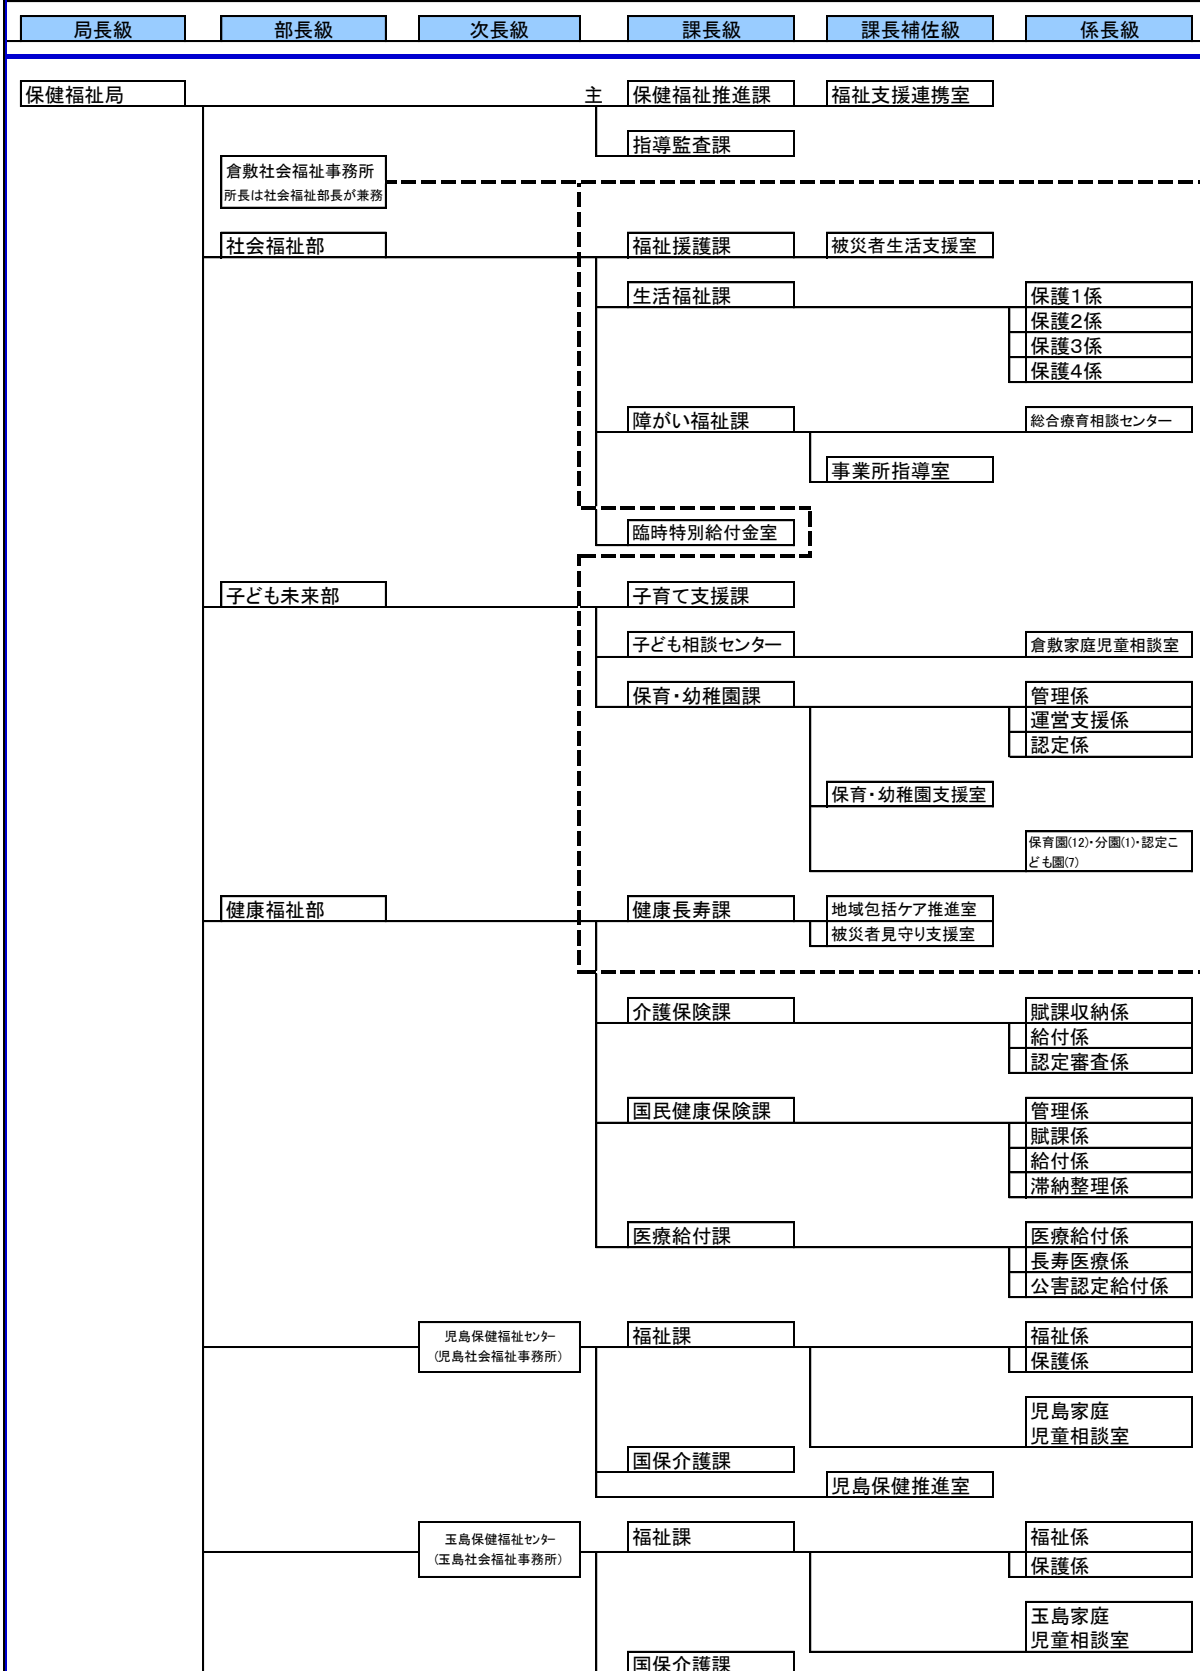 局長級
部長級
次長級
課長級
課長補佐級
係長級
保健福祉局
主
保健福祉推進課
福祉支援連携室
指導監査課
倉敷社会福祉事務所
所長は社会福祉部長が兼務
社会福祉部
福祉援護課
被災者生活支援室
生活福祉課
保護1係
保護2係
保護3係
保護4係
障がい福祉課
総合療育相談センター
事業所指導室
臨時特別給付金室
子ども未来部
子育て支援課
子ども相談センター
倉敷家庭児童相談室
保育・幼稚園課
管理係
運営支援係
認定係
保育・幼稚園支援室
保育園(12)・分園(1)・認定こ
ども園(7)
健康福祉部
健康長寿課
地域包括ケア推進室
被災者見守り支援室
介護保険課
賦課収納係
給付係
認定審査係
国民健康保険課
管理係
賦課係
給付係
滞納整理係
医療給付課
医療給付係
長寿医療係
公害認定給付係
児島保健福祉センター
(児島社会福祉事務所)
福祉課
福祉係
保護係
児島家庭
児童相談室
国保介護課
児島保健推進室
玉島保健福祉センター
(玉島社会福祉事務所)
福祉課
福祉係
保護係
玉島家庭
児童相談室
国保介護課